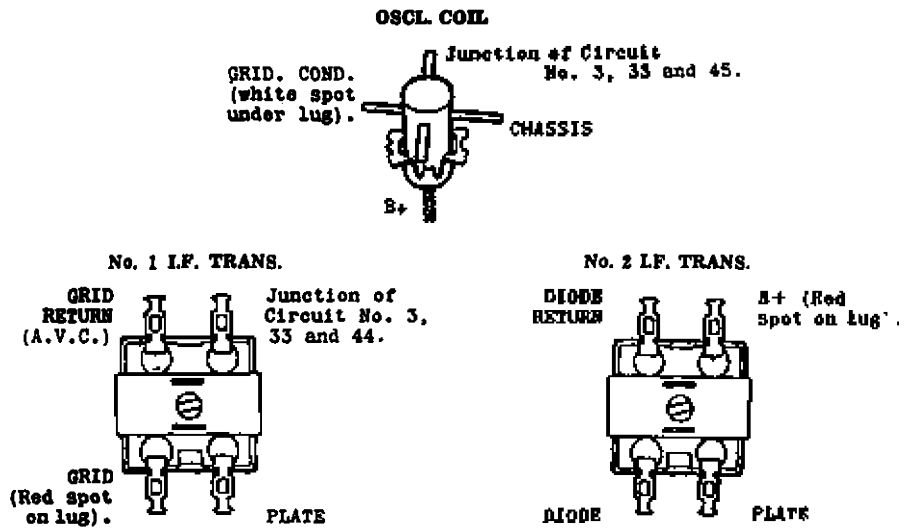 OSCL. COIL
Junction of Circuit
No. 3, 33 and 45.
GRID. COND.
(white spot
under lug).
CHASSIS
B+
No. 1 I.F. TRANS.
GRID
RETURN
(A.V.C.)
Junction of
Circuit No. 3,
33 and 44.
GRID
(Red spot
on lug).
PLATE
No. 2 I.F. TRANS.
DIODE
RETURN
B+ (Red
spot on lug).
DIODE
PLATE